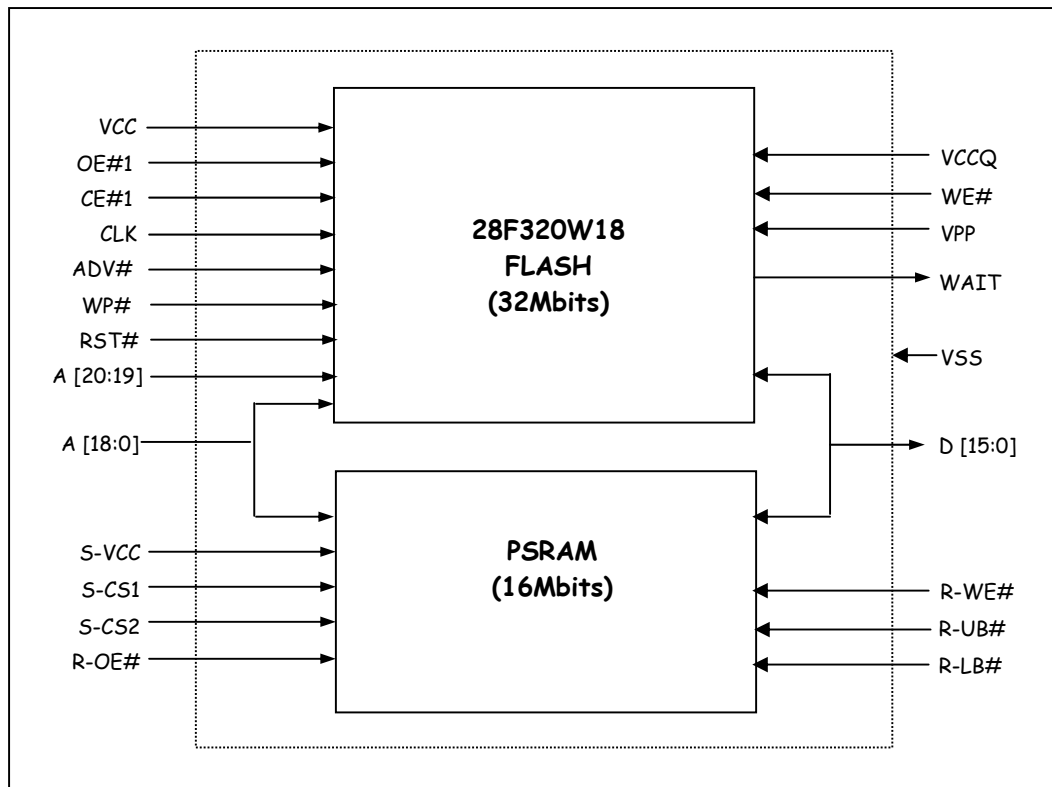 VCC
OE#1
CE#1
CLK
ADV#
WP#
RST#
A [20:19]
A [18:0]
S-VCC
S-CS1
S-CS2
R-OE#
28F320W18
FLASH
(32Mbits)
PSRAM
(16Mbits)
VCCQ
WE#
VPP
WAIT
VSS
D [15:0]
R-WE#
R-UB#
R-LB#